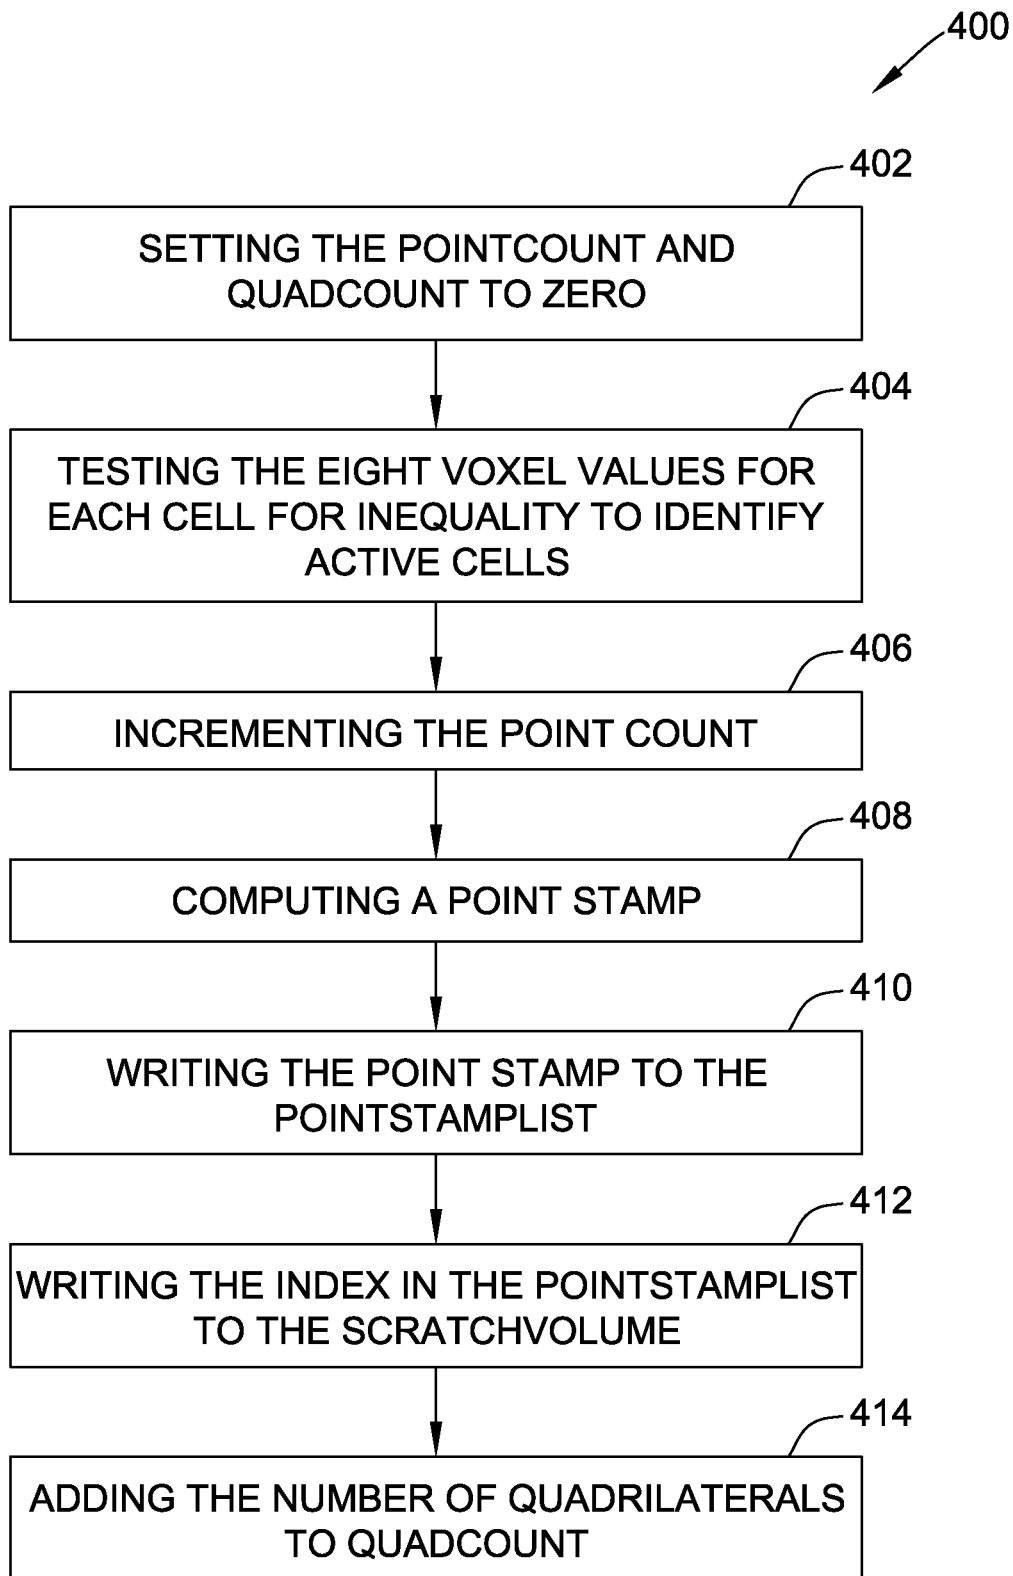 400
402
SETTING THE POINTCOUNT AND
QUADCOUNT TO ZERO
404
TESTING THE EIGHT VOXEL VALUES FOR
EACH CELL FOR INEQUALITY TO IDENTIFY
ACTIVE CELLS
406
INCREMENTING THE POINT COUNT
408
COMPUTING A POINT STAMP
410
WRITING THE POINT STAMP TO THE
POINTSTAMPLIST
412
WRITING THE INDEX IN THE POINTSTAMPLIST
TO THE SCRATCHVOLUME
414
ADDING THE NUMBER OF QUADRILATERALS
TO QUADCOUNT